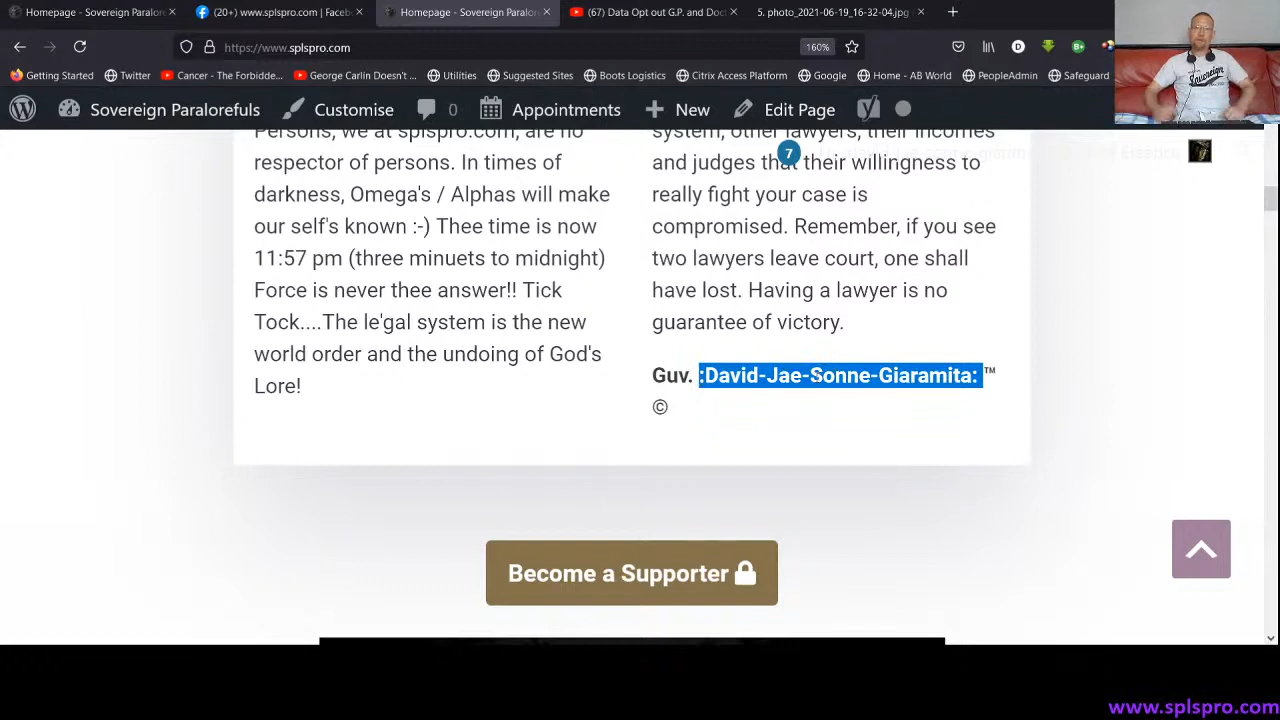 Homepage - Sovereign Paralore
(20+) www.splspro.com | Facebo
Homepage - Sovereign Paralor
(67) Data Opt out G.P. and Doct
5. photo_2021-06-19_16-32-04.jpg
https://www.splspro.com
160%
Getting Started
Twitter
Cancer - The Forbidde...
George Carlin Doesn't ...
Utilities
Suggested Sites
Boots Logistics
Citrix Access Platform
Google
Home - AB World
PeopleAdmin
Safeguard
Sovereign
Sovereign Paralorefuls
Customise
0
Appointments
New
Edit Page
Persons, we at splspro.com, are no
respector of persons. In times of
darkness, Omega's / Alphas will make
our self's known :-) Thee time is now
11:57 pm (three minuets to midnight)
Force is never thee answer!! Tick
Tock....The le'gal system is the new
world order and the undoing of God's
Lore!
system, other lawyers, their incomes
and judges that their willingness to
really fight your case is
compromised. Remember, if you see
two lawyers leave court, one shall
have lost. Having a lawyer is no
guarantee of victory.
7
Guv. :David-Jae-Sonne-Giaramita: ™
©
Become a Supporter
www.splspro.com